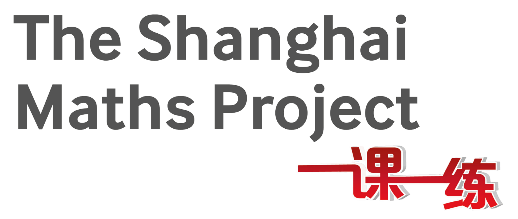 The Shanghai
Maths Project
一课一练